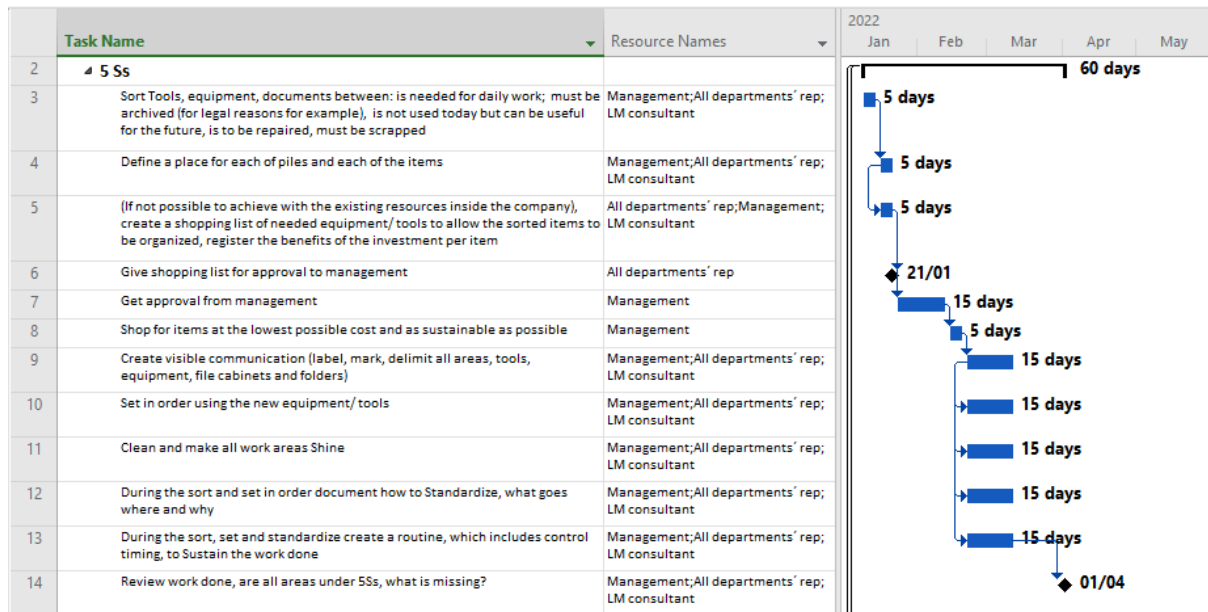 2022
Task Name Resource Names Jan Feb Mar Apr May
2 5 Ss 60 days
3 Sort Tools, equipment, documents between: is needed for daily work; must be Management;All departments´ rep; 5 days
archived (for legal reasons for example), is not used today but can be useful LM consultant
for the future, is to be repaired, must be scrapped
4 Define a place for each of piles and each of the items Management;All departments´ rep; 5 days
LM consultant
5 (If not possible to achieve with the existing resources inside the company), All departments´ rep;Management; 5 days
create a shopping list of needed equipment/ tools to allow the sorted items to LM consultant
be organized, register the benefits of the investment per item
6 Give shopping list for approval to management All departments´ rep 21/01
7 Get approval from management Management 15 days
8 Shop for items at the lowest possible cost and as sustainable as possible Management 5 days
9 Create visible communication (label, mark, delimit all areas, tools, Management;All departments´ rep; 15 days
equipment, file cabinets and folders) LM consultant
10 Set in order using the new equipment/ tools Management;All departments´ rep; 15 days
LM consultant
11 Clean and make all work areas Shine Management;All departments´ rep; 15 days
LM consultant
12 During the sort and set in order document how to Standardize, what goes Management;All departments´ rep; 15 days
where and why LM consultant
13 During the sort, set and standardize create a routine, which includes control Management;All departments´ rep; 15 days
timing, to Sustain the work done LM consultant
14 Review work done, are all areas under 5Ss, what is missing? Management;All departments´ rep; 01/04
LM consultant